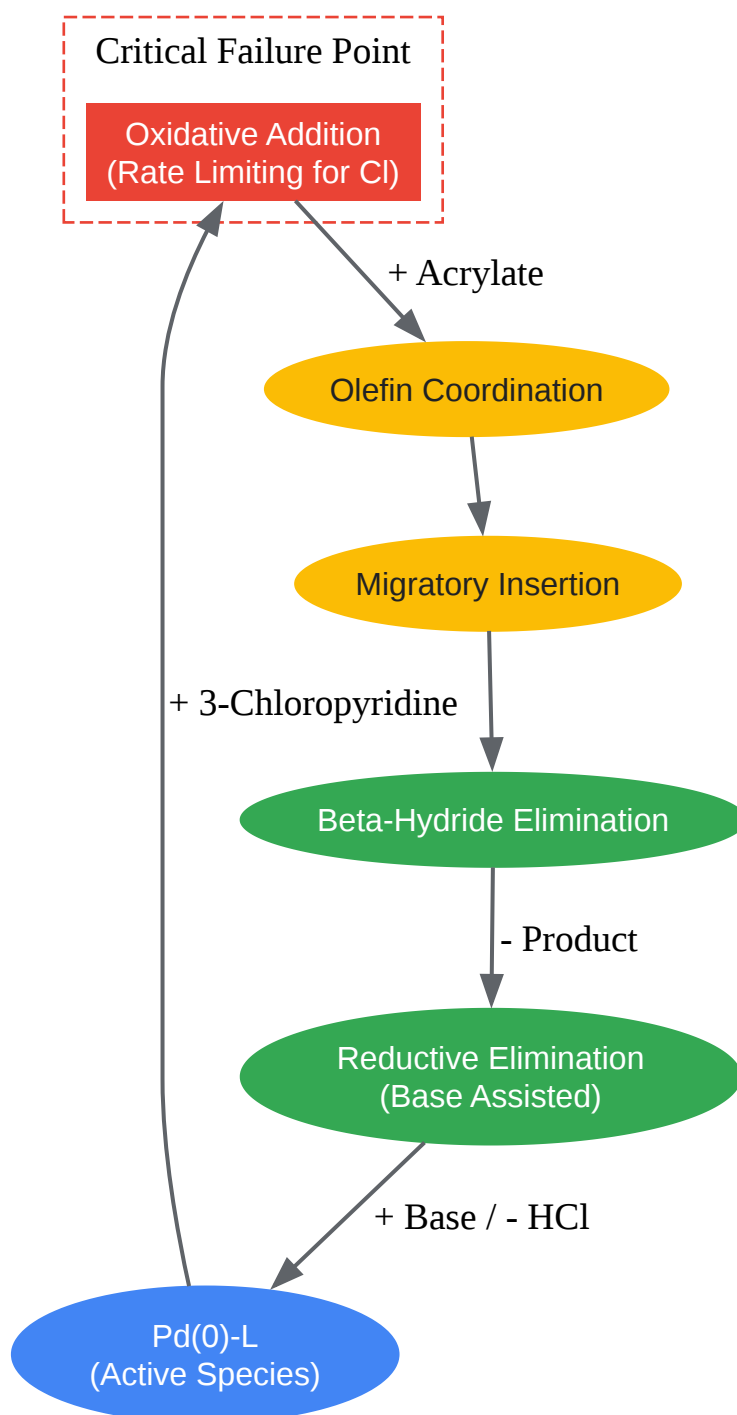 Critical Failure Point
Oxidative Addition
(Rate Limiting for Cl)
+ Acrylate
Olefin Coordination
Migratory Insertion
+ 3-Chloropyridine
Beta-Hydride Elimination
- Product
Reductive Elimination
(Base Assisted)
+ Base / - HCl
Pd(0)-L
(Active Species)